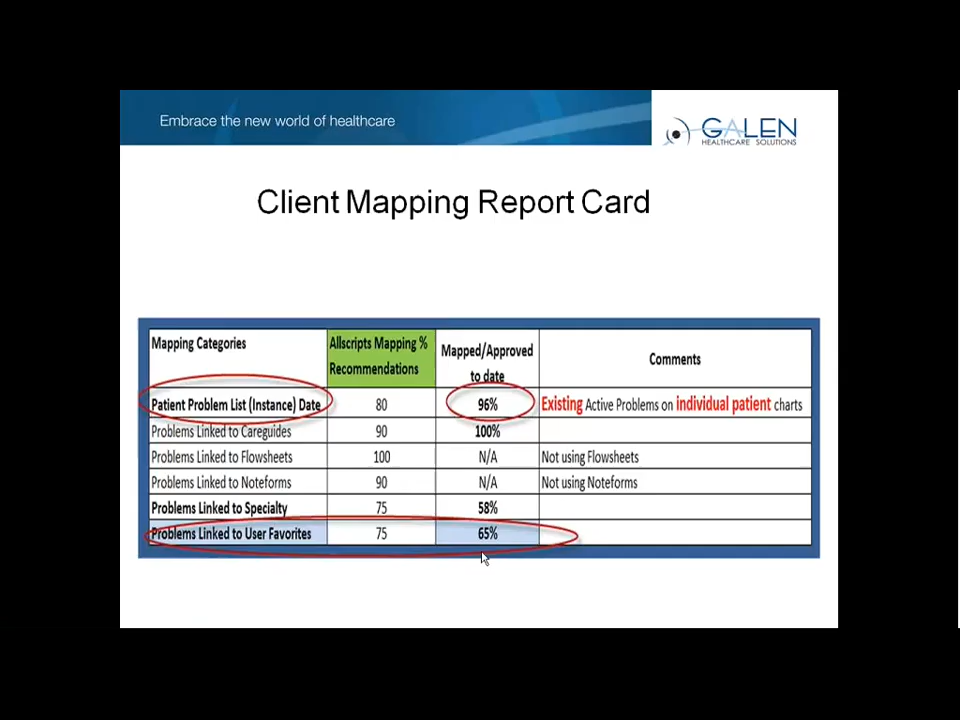 Embrace the new world of healthcare
GALEN
HEALTHCARE SOLUTIONS
Client Mapping Report Card
Mapping Categories
Allscripts Mapping %
Recommendations
Mapped/Approved
to date
Comments
Patient Problem List (Instance) Date 80 96% Existing Active Problems on individual patient charts
Problems Linked to Careguides 90 100%
Problems Linked to Flowsheets 100 N/A Not using Flowsheets
Problems Linked to Noteforms 90 N/A Not using Noteforms
Problems Linked to Specialty 75 58%
Problems Linked to User Favorites 75 65%